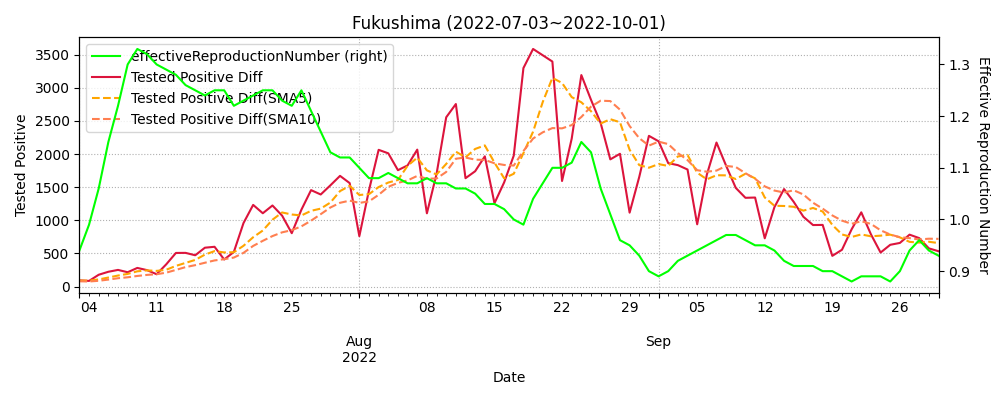 Fukushima (2022-07-03~2022-10-01)
effectiveReproductionNumber (right)
Tested Positive Diff
Tested Positive Diff(SMA5)
Tested Positive Diff(SMA10)
Tested Positive
3500
3000
2500
2000
1500
1000
500
0
1.3
1.2
1.1
1.0
0.9
Effective Reproduction Number
04 11 18 25 08 15 22 29 05 12 19 26
Aug Sep
2022
Date